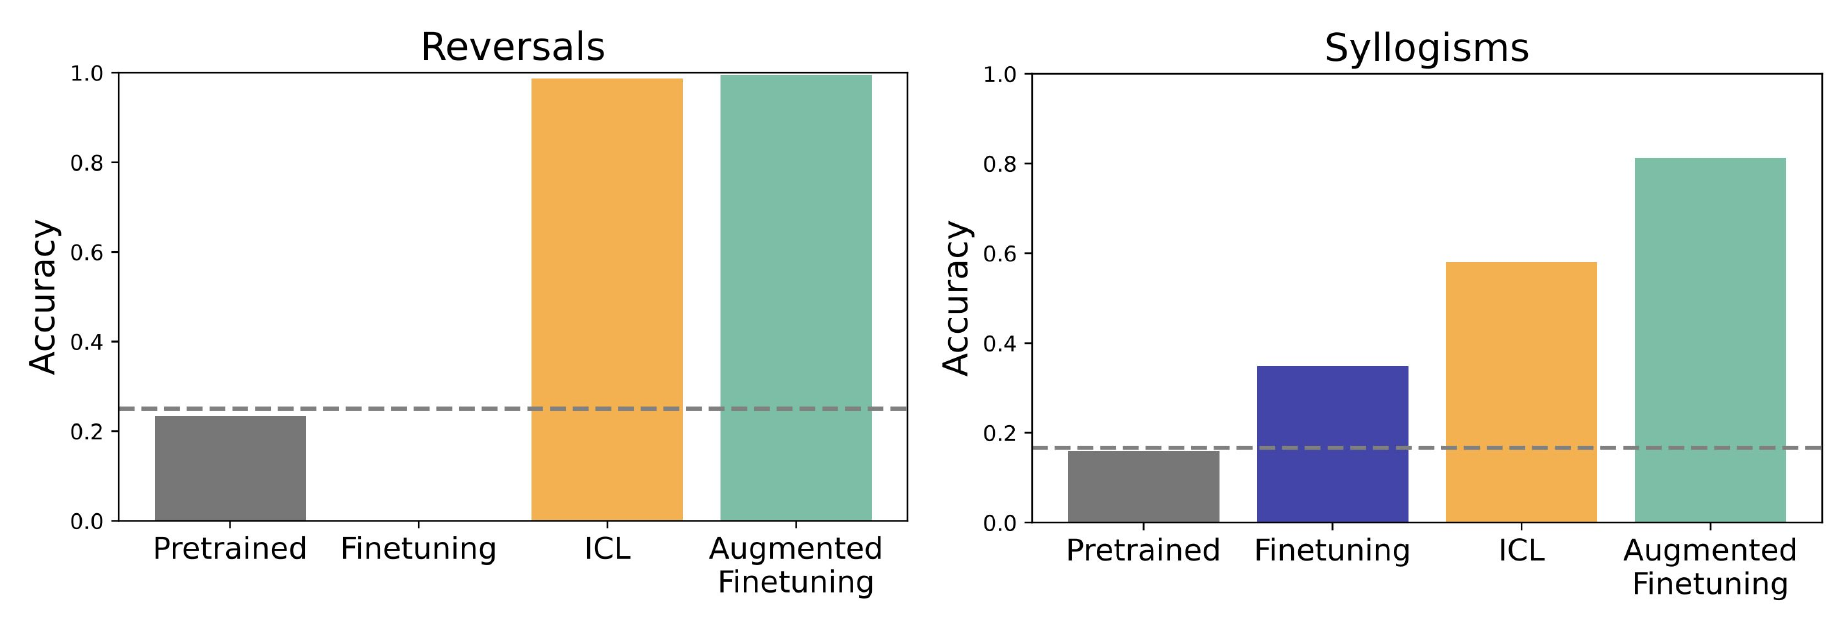 Reversals
1.0
0.8
0.6
0.4
0.2
0.0
Accuracy
Pretrained
Finetuning
ICL
Augmented
Finetuning
Syllogisms
1.0
0.8
0.6
0.4
0.2
0.0
Accuracy
Pretrained
Finetuning
ICL
Augmented
Finetuning